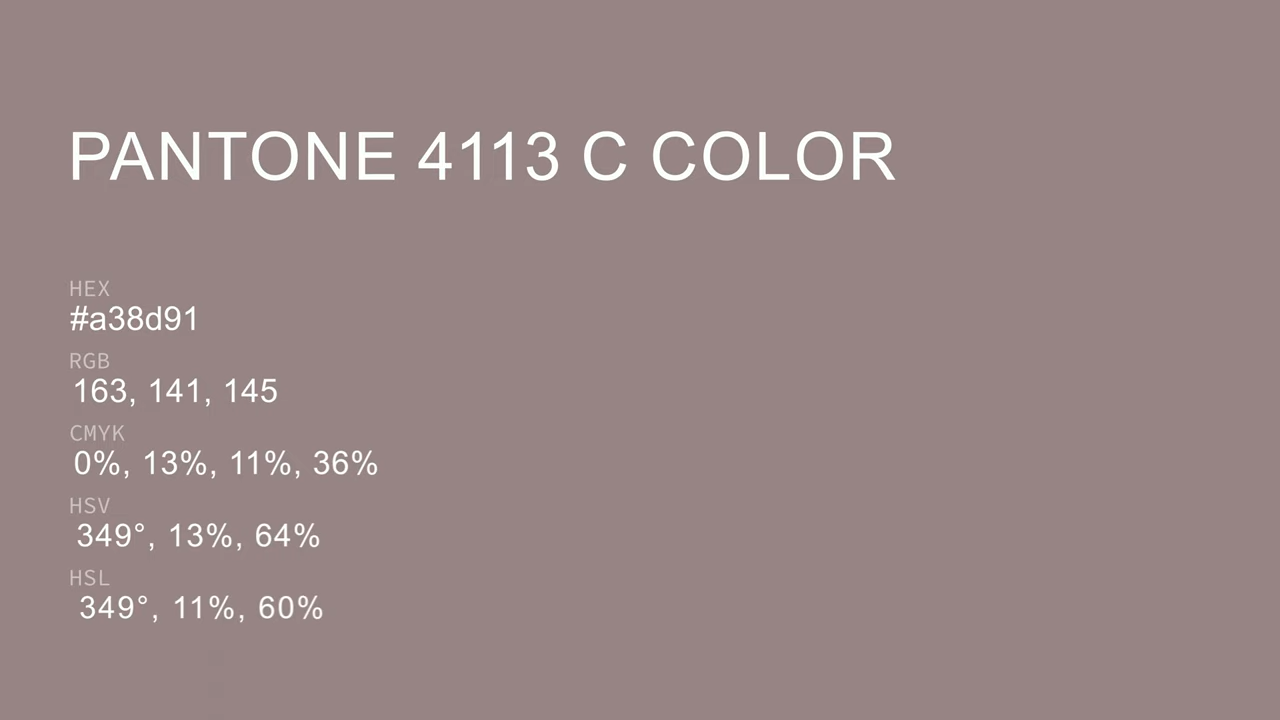 PANTONE 4113 C COLOR
HEX
#a38d91
RGB
163, 141, 145
CMYK
0%, 13%, 11%, 36%
HSV
349°, 13%, 64%
HSL
349°, 11%, 60%